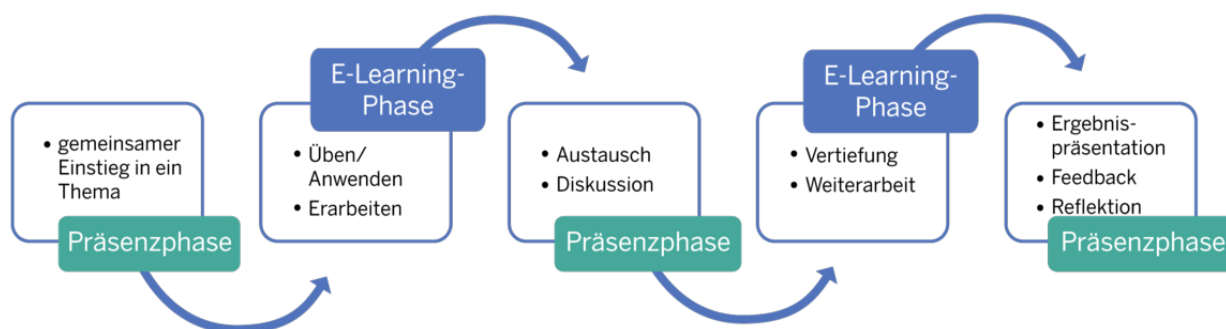 • gemeinsamer
Einstieg in ein
Thema
Präsenzphase
E-Learning-
Phase
• Üben/
Anwenden
• Erarbeiten
• Austausch
• Diskussion
Präsenzphase
E-Learning-
Phase
• Vertiefung
• Weiterarbeit
• Ergebnis-
präsentation
• Feedback
• Reflektion
Präsenzphase